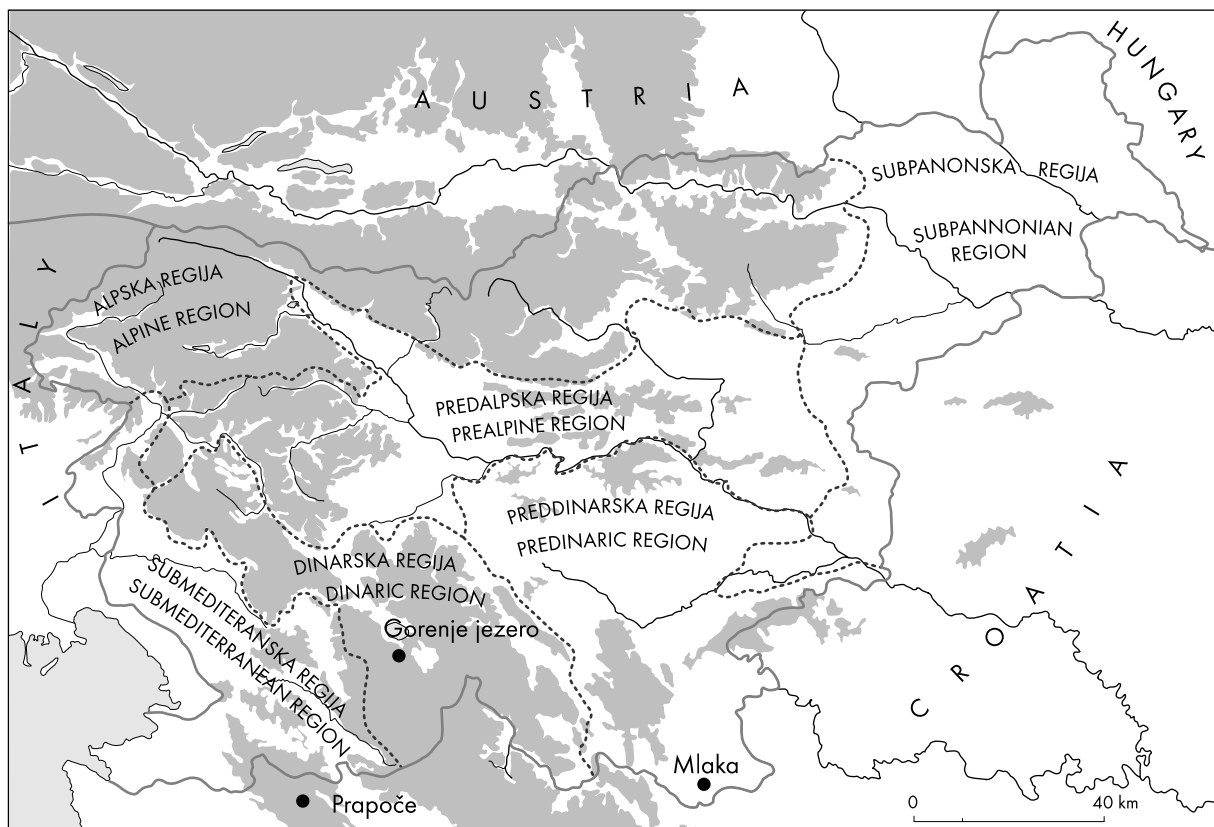 AUSTRIA
HUNGARY
SUBPANONSKA REGIJA
SUBPANNONIAN
REGION
ITALY
ALPSKA REGIJA
ALPINE REGION
PREDALPSKA REGIJA
PREALPINE REGION
PREDDINARSKA REGIJA
PREDINARIC REGION
DINARSKA REGIJA
DINARIC REGION
SUBMEDITERANSKA REGIJA
SUBMEDITERRANEAN REGION
Gorenje jezero
CROATIA
Mlaka
Prapoče
0 40 km